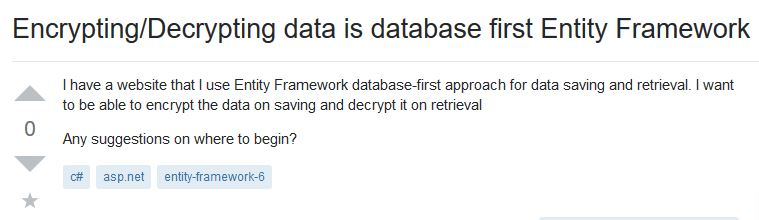 Encrypting/Decrypting data is database first Entity Framework
I have a website that I use Entity Framework database-first approach for data saving and retrieval. I want
to be able to encrypt the data on saving and decrypt it on retrieval
0
Any suggestions on where to begin?
c# asp.net entity-framework-6